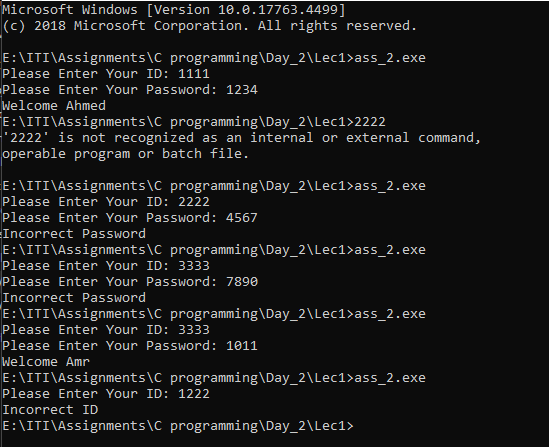 Microsoft Windows [Version 10.0.17763.4499]
(c) 2018 Microsoft Corporation. All rights reserved.
E:\ITI\Assignments\C programming\Day_2\Lec1>ass_2.exe
Please Enter Your ID: 1111
Please Enter Your Password: 1234
Welcome Ahmed
E:\ITI\Assignments\C programming\Day_2\Lec1>2222
'2222' is not recognized as an internal or external command,
operable program or batch file.
E:\ITI\Assignments\C programming\Day_2\Lec1>ass_2.exe
Please Enter Your ID: 2222
Please Enter Your Password: 4567
Incorrect Password
E:\ITI\Assignments\C programming\Day_2\Lec1>ass_2.exe
Please Enter Your ID: 3333
Please Enter Your Password: 7890
Incorrect Password
E:\ITI\Assignments\C programming\Day_2\Lec1>ass_2.exe
Please Enter Your ID: 3333
Please Enter Your Password: 1011
Welcome Amr
E:\ITI\Assignments\C programming\Day_2\Lec1>ass_2.exe
Please Enter Your ID: 1222
Incorrect ID
E:\ITI\Assignments\C programming\Day_2\Lec1>